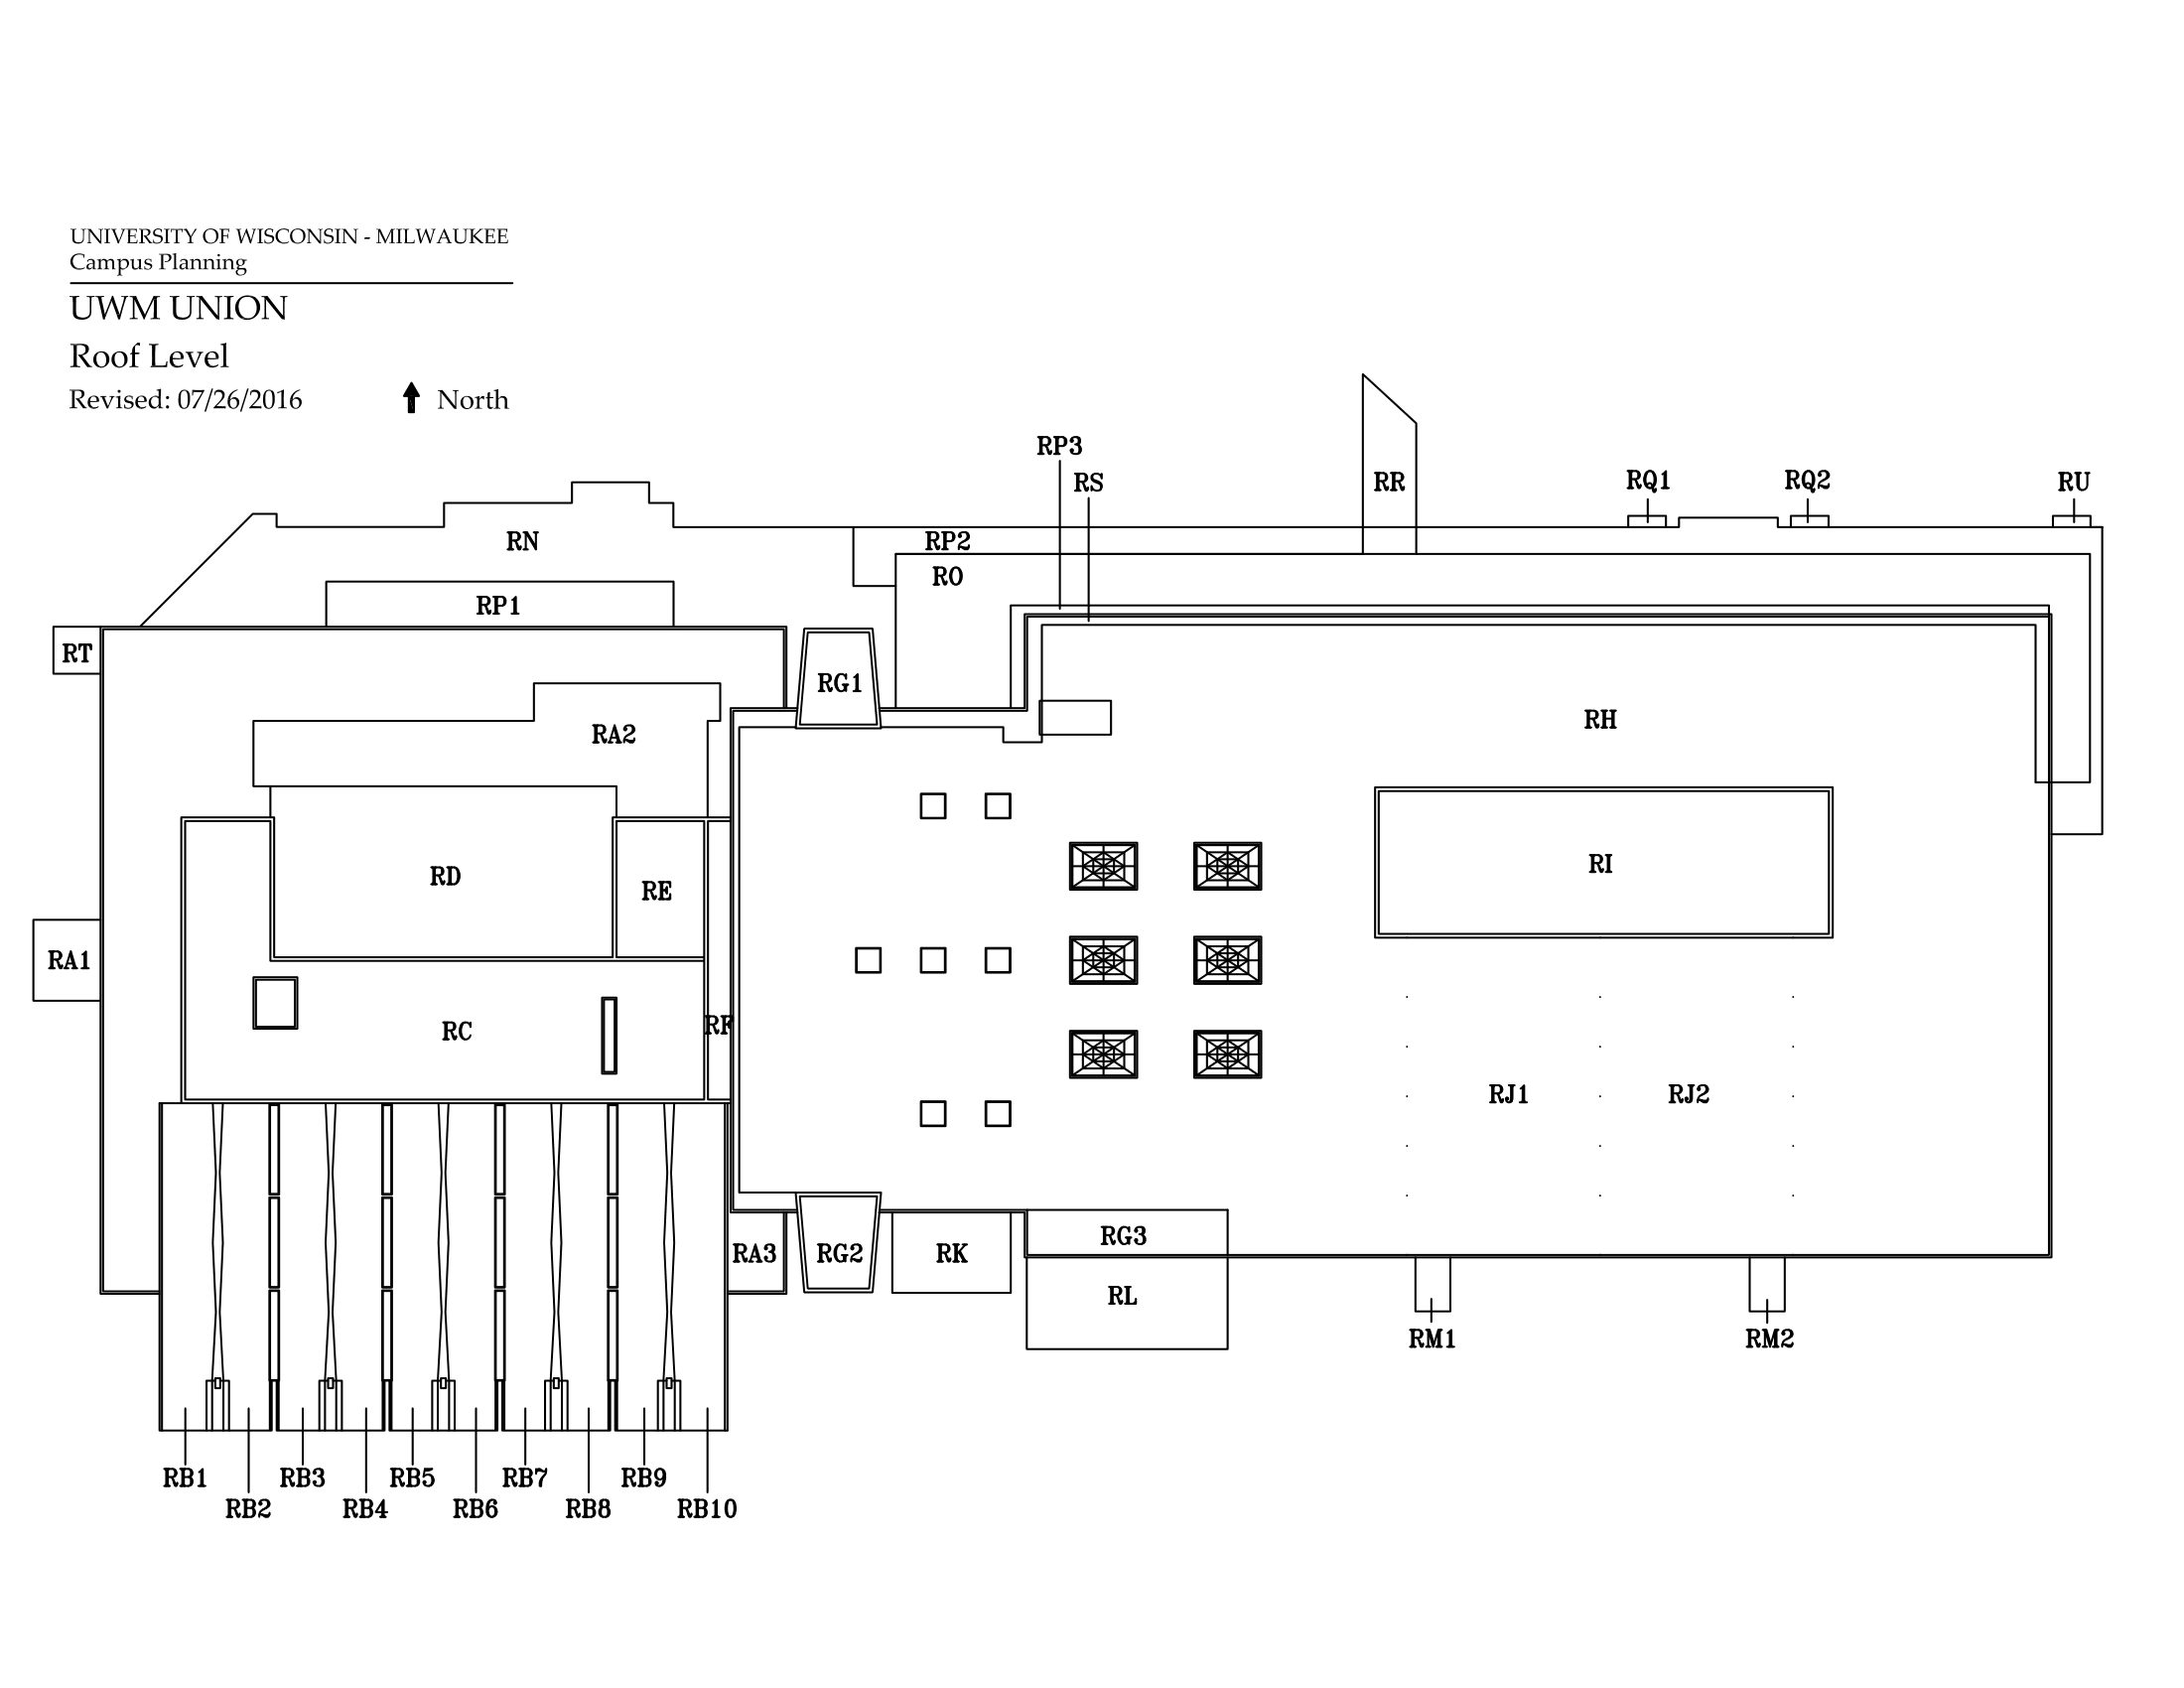 UNIVERSITY OF WISCONSIN - MILWAUKEE
Campus Planning
UWM UNION
Roof Level
Revised: 07/26/2016 North
RP3
RS
RR
RQ1
RQ2
RU
RN
RP2
RO
RP1
RT
RG1
RA2
RH
RD
RE
RI
RA1
RC
RF
RJ1
RJ2
RA3
RG2
RK
RG3
RL
RM1
RM2
RB1
RB3
RB5
RB7
RB9
RB2
RB4
RB6
RB8
RB10